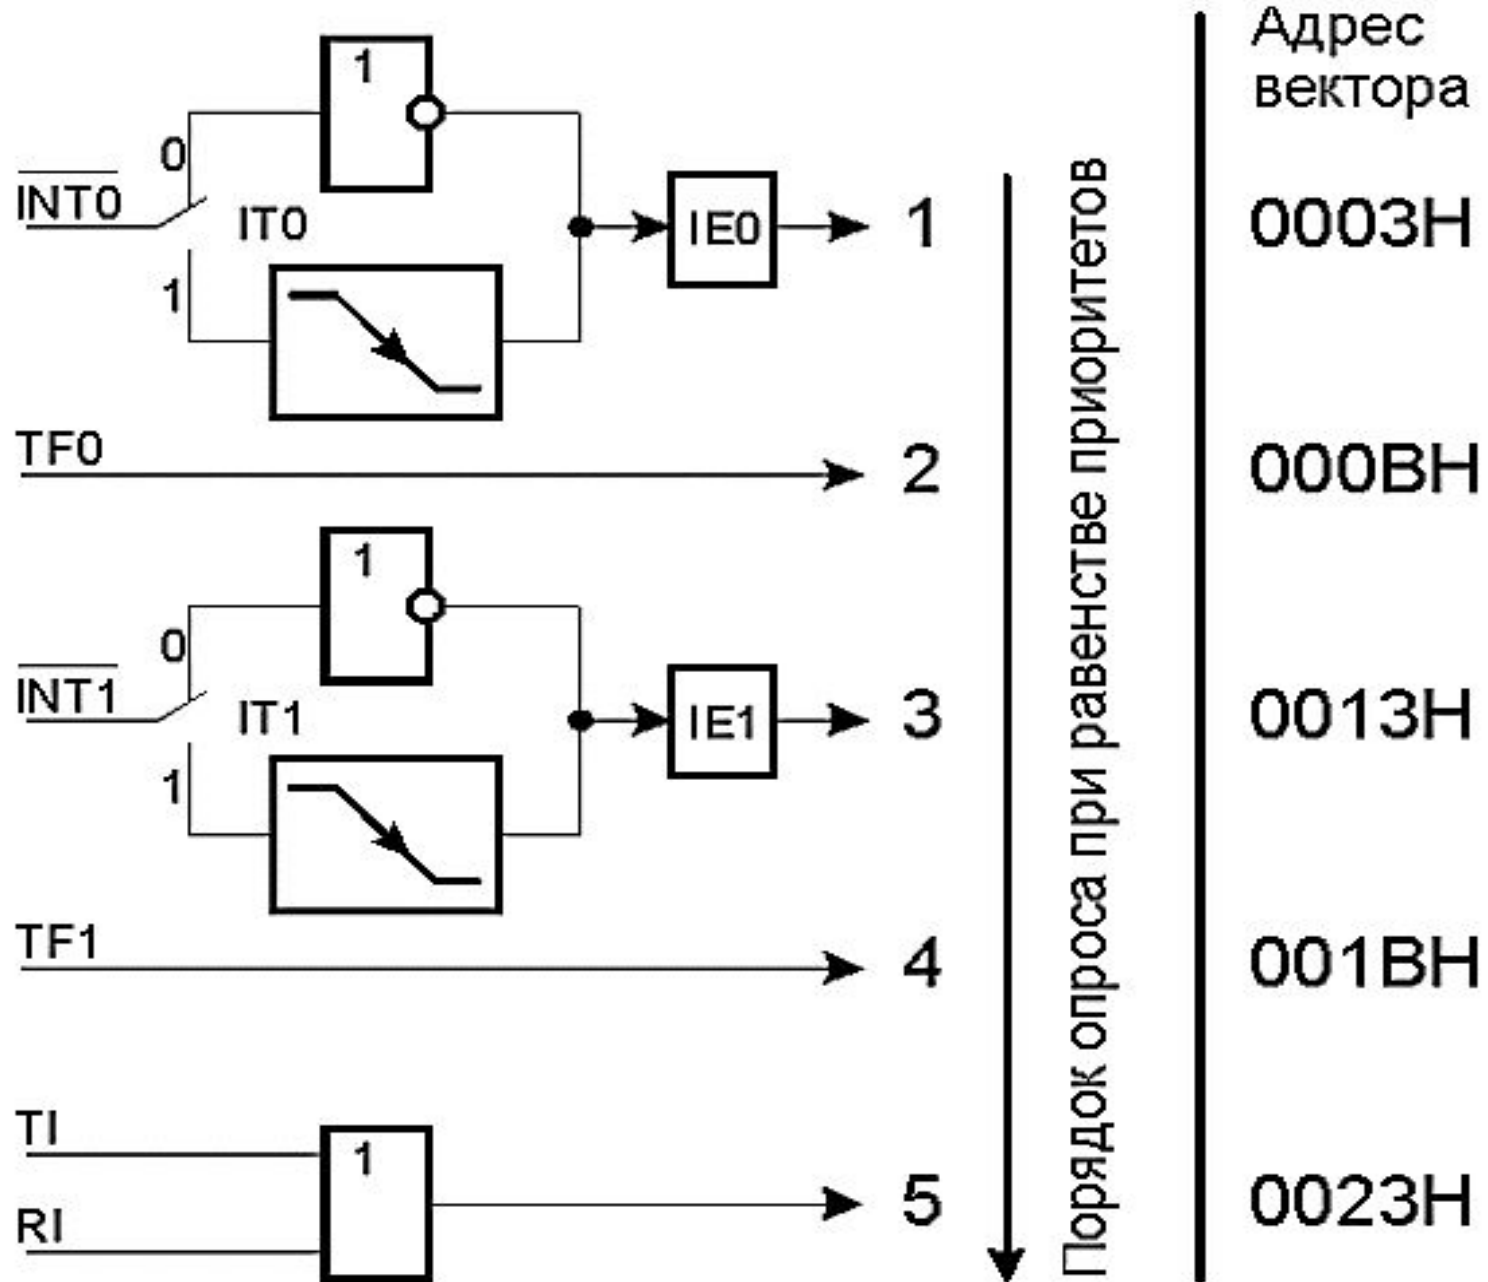 Адрес
вектора
1
0
INT0
IT0
1
IE0
1
0003H
TF0
2
000BH
1
0
INT1
IT1
1
IE1
3
0013H
TF1
4
001BH
TI
1
RI
5
0023H
Порядок опроса при равенстве приоритетов